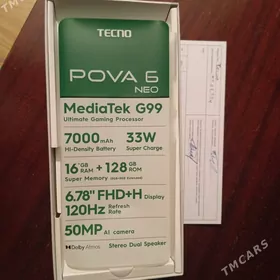 TECNO
POVA 6
NEO
MediaTek G99
Ultimate Gaming Processor
7000mAh 33W
Hi-Density Battery Super Charge
16GB RAM + 128GB ROM
Super Memory
6.78" FHD+H Display
120Hz Refresh Rate
50MP AI camera
Dolby Atmos Stereo Dual Speaker
TMCARS